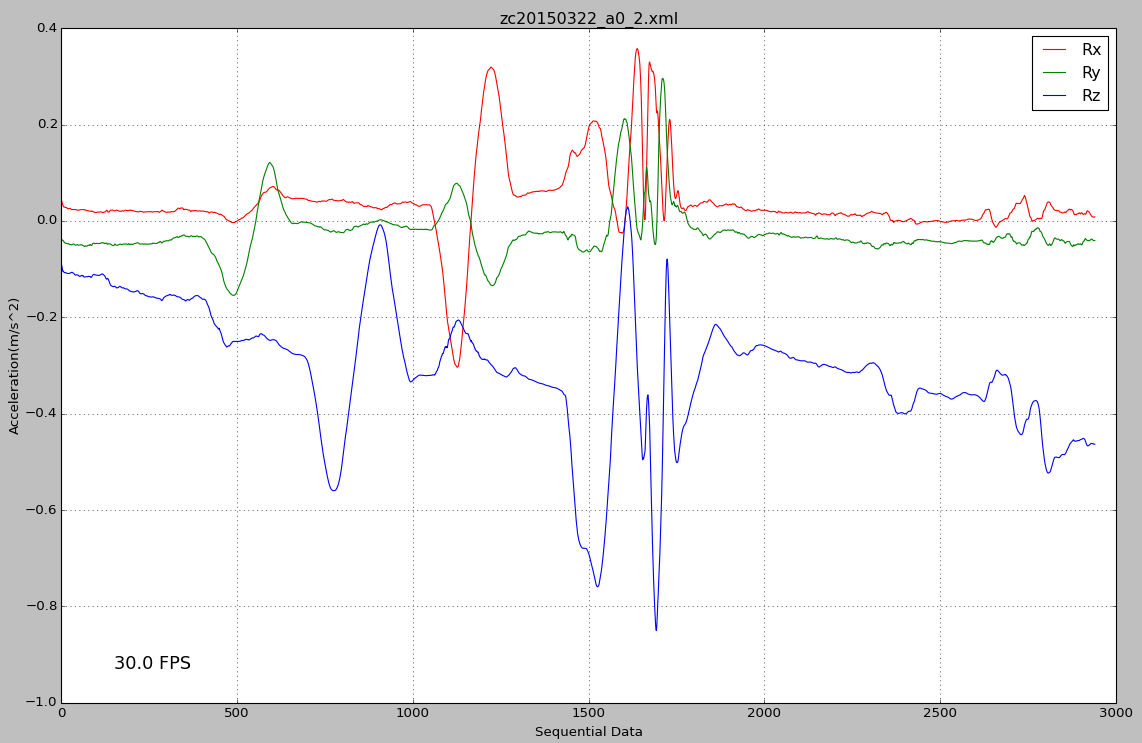 zc20150322_a0_2.xml
Rx
Ry
Rz
0.4
0.2
0.0
−0.2
−0.4
−0.6
−0.8
−1.0
Acceleration(m/s^2)
30.0 FPS
0
500
1000
1500
2000
2500
3000
Sequential Data